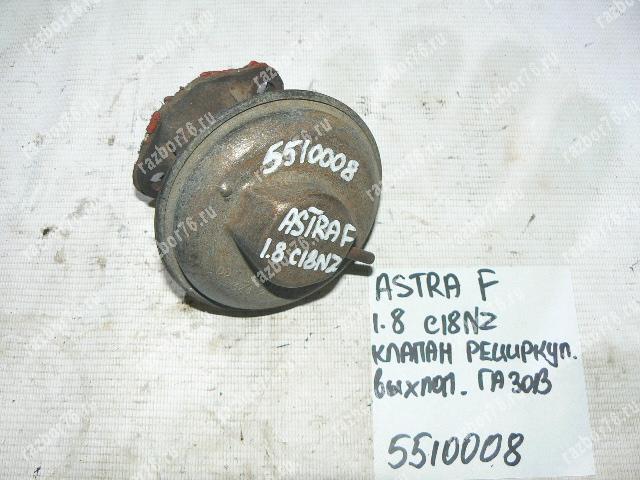 5510008
ASTRA F
1.8 C18NZ
ASTRA F
1.8 C18NZ
КЛАПАН РЕЦИРКУЛ.
ВЫХЛОП. ГАЗОВ
5510008
razbor76.ru